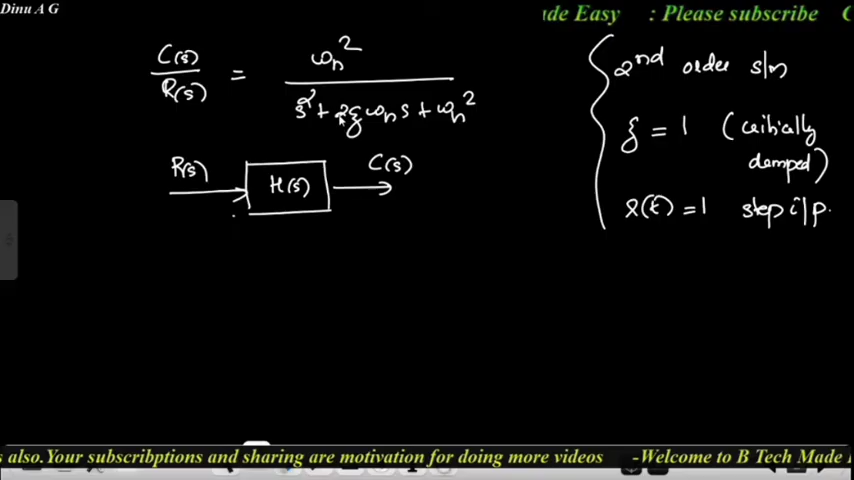 Dinu A G
ade Easy : Please subscribe
C(s) / R(s) = ωn² / s² + 2ξωn s + ωn²
2nd order s/m
ξ = 1 (critically damped)
r(t) = 1 step i/p.
R(s) H(s) C(s)
s also.Your subscribptions and sharing are motivation for doing more videos -Welcome to B Tech Made